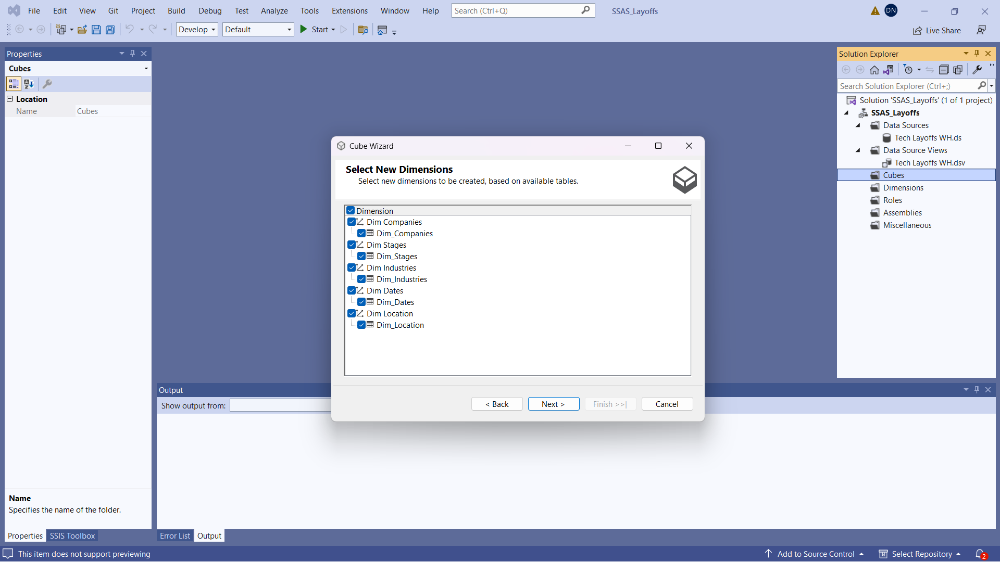 File Edit View Git Project Build Debug Test Analyze Tools Extensions Window Help Search (Ctrl+Q) SSAS_Layoffs DN
Develop Default Start Live Share
Properties
Cubes
Location
Name Cubes
Name
Specifies the name of the folder.
Properties SSIS Toolbox
Cube Wizard
Select New Dimensions
Select new dimensions to be created, based on available tables.
Dimension
Dim Companies
Dim_Companies
Dim Stages
Dim_Stages
Dim Industries
Dim_Industries
Dim Dates
Dim_Dates
Dim Location
Dim_Location
< Back Next > Finish >>| Cancel
Output
Show output from:
Error List Output
Solution Explorer
Search Solution Explorer (Ctrl+;)
Solution 'SSAS_Layoffs' (1 of 1 project)
SSAS_Layoffs
Data Sources
Tech Layoffs WH.ds
Data Source Views
Tech Layoffs WH.dsv
Cubes
Dimensions
Roles
Assemblies
Miscellaneous
This item does not support previewing Add to Source Control Select Repository 2